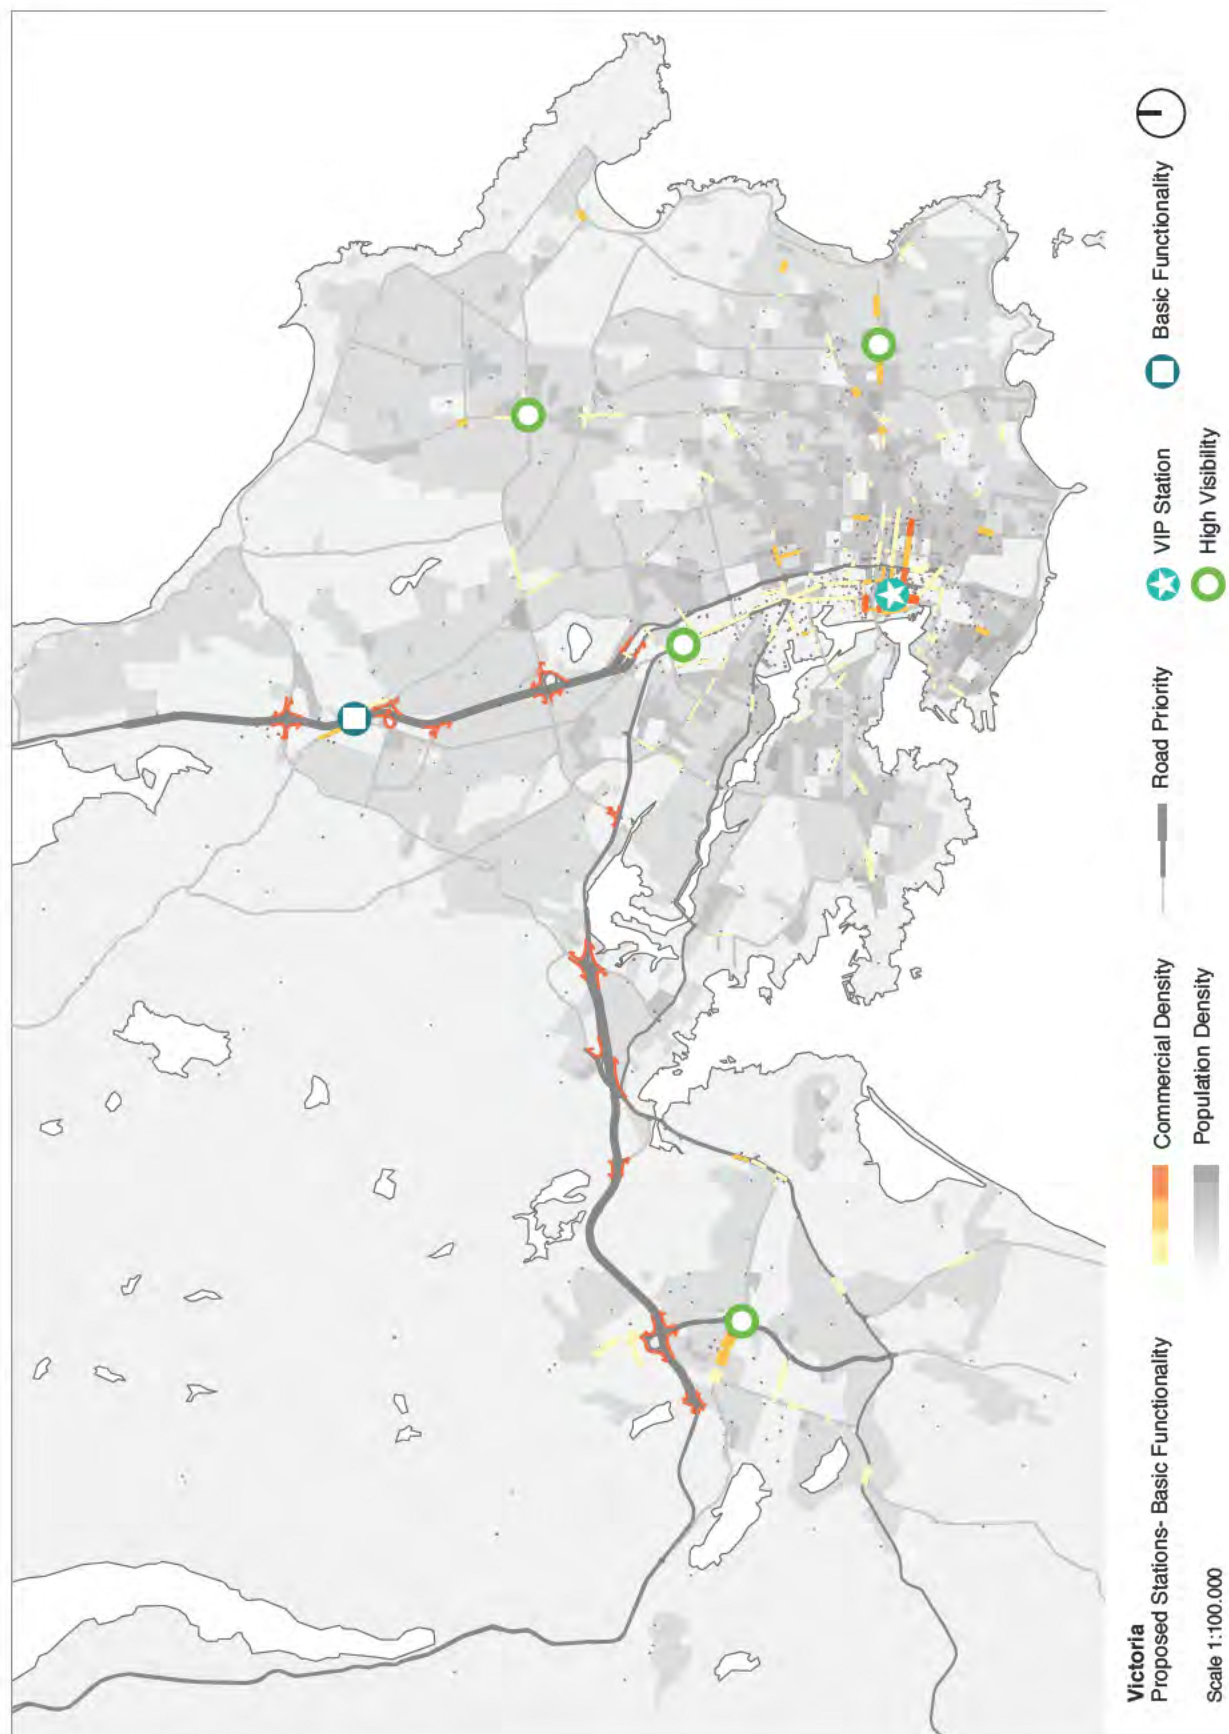 Victoria
Proposed Stations- Basic Functionality
Scale 1:100.000
Commercial Density
Population Density
Road Priority
VIP Station
High Visibility
Basic Functionality